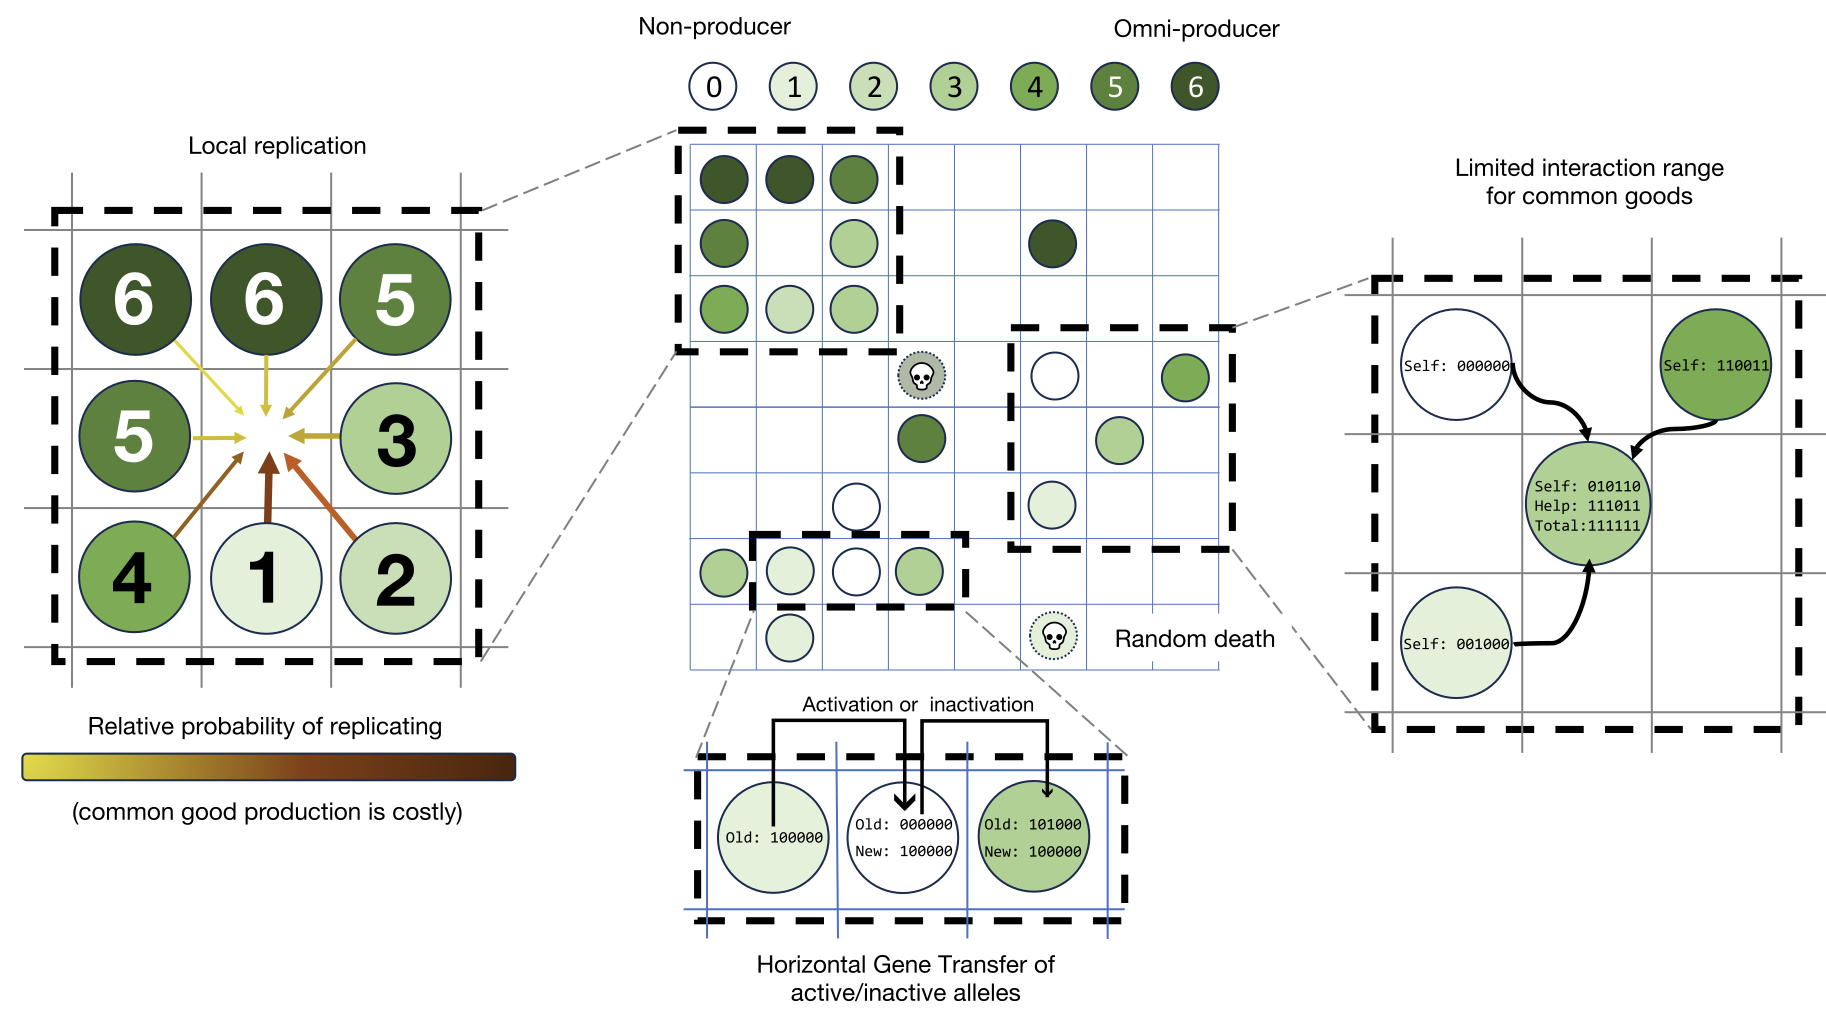 Non-producer
Omni-producer
0 1 2 3 4 5 6
Local replication
6 6 5
5 3
4 1 2
Relative probability of replicating
(common good production is costly)
Random death
Limited interaction range
for common goods
Self: 000000
Self: 110011
Self: 010110
Help: 111011
Total:111111
Self: 001000
Activation or inactivation
Old: 100000
Old: 000000
New: 100000
Old: 101000
New: 100000
Horizontal Gene Transfer of
active/inactive alleles